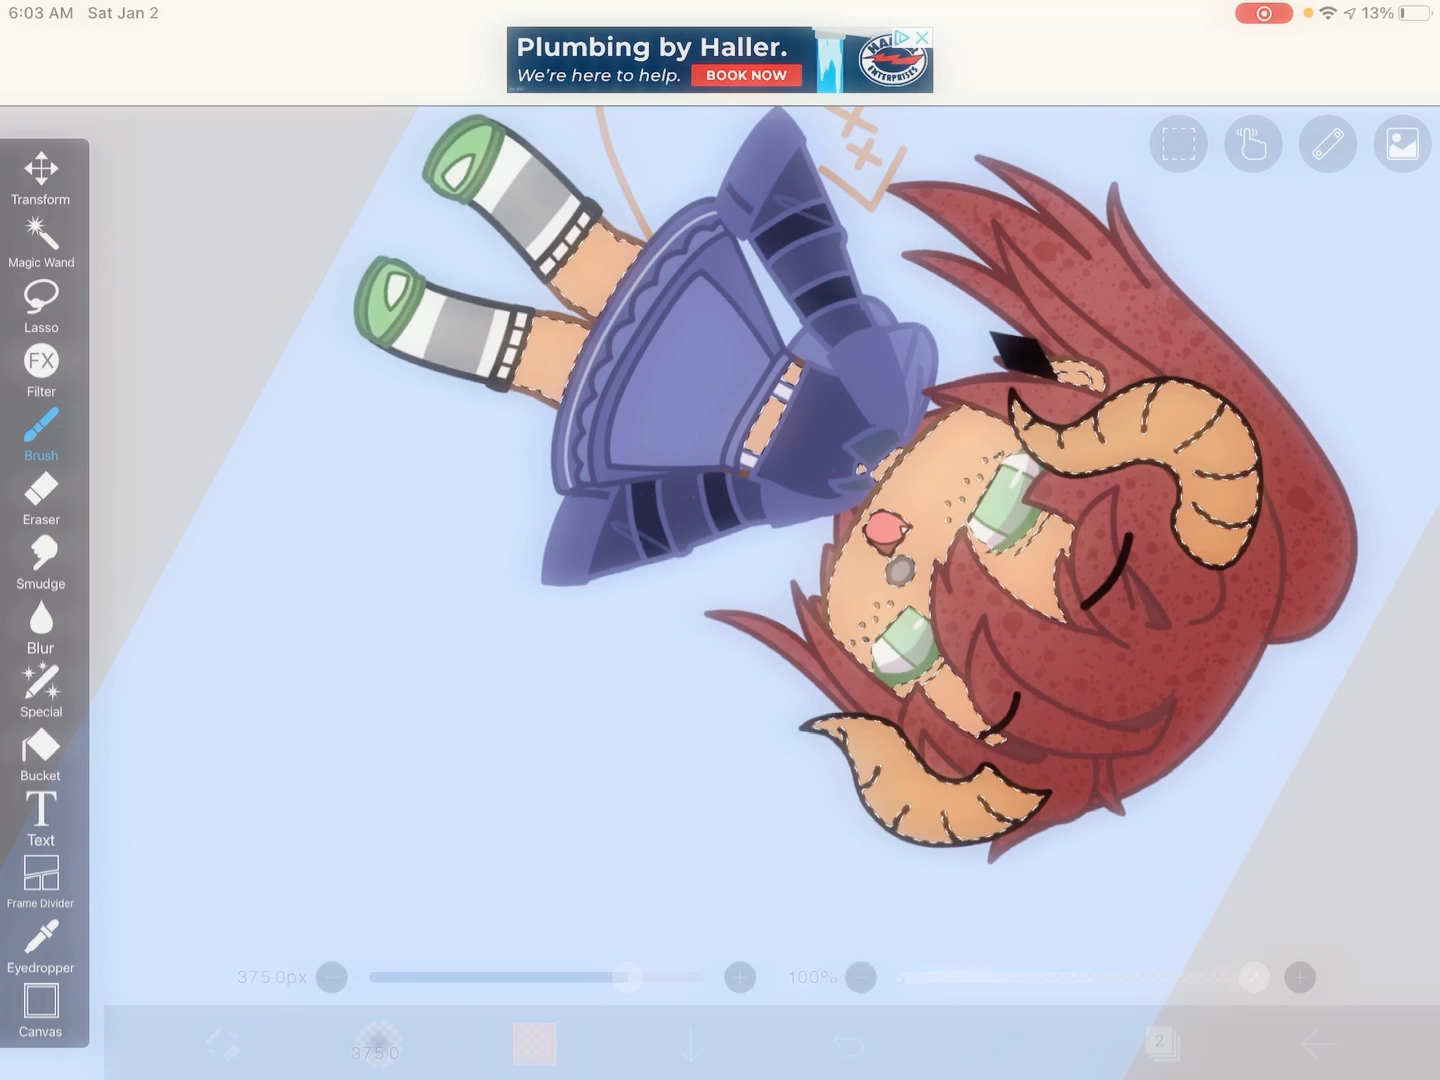 6:03 AM Sat Jan 2
13%
Plumbing by Haller.
We're here to help.
BOOK NOW
ENTERPRISES
Transform
Magic Wand
Lasso
FX
Filter
Brush
Eraser
Smudge
Blur
Special
Bucket
T
Text
Frame Divider
Eyedropper
Canvas
375.0px
100%
375.0
2